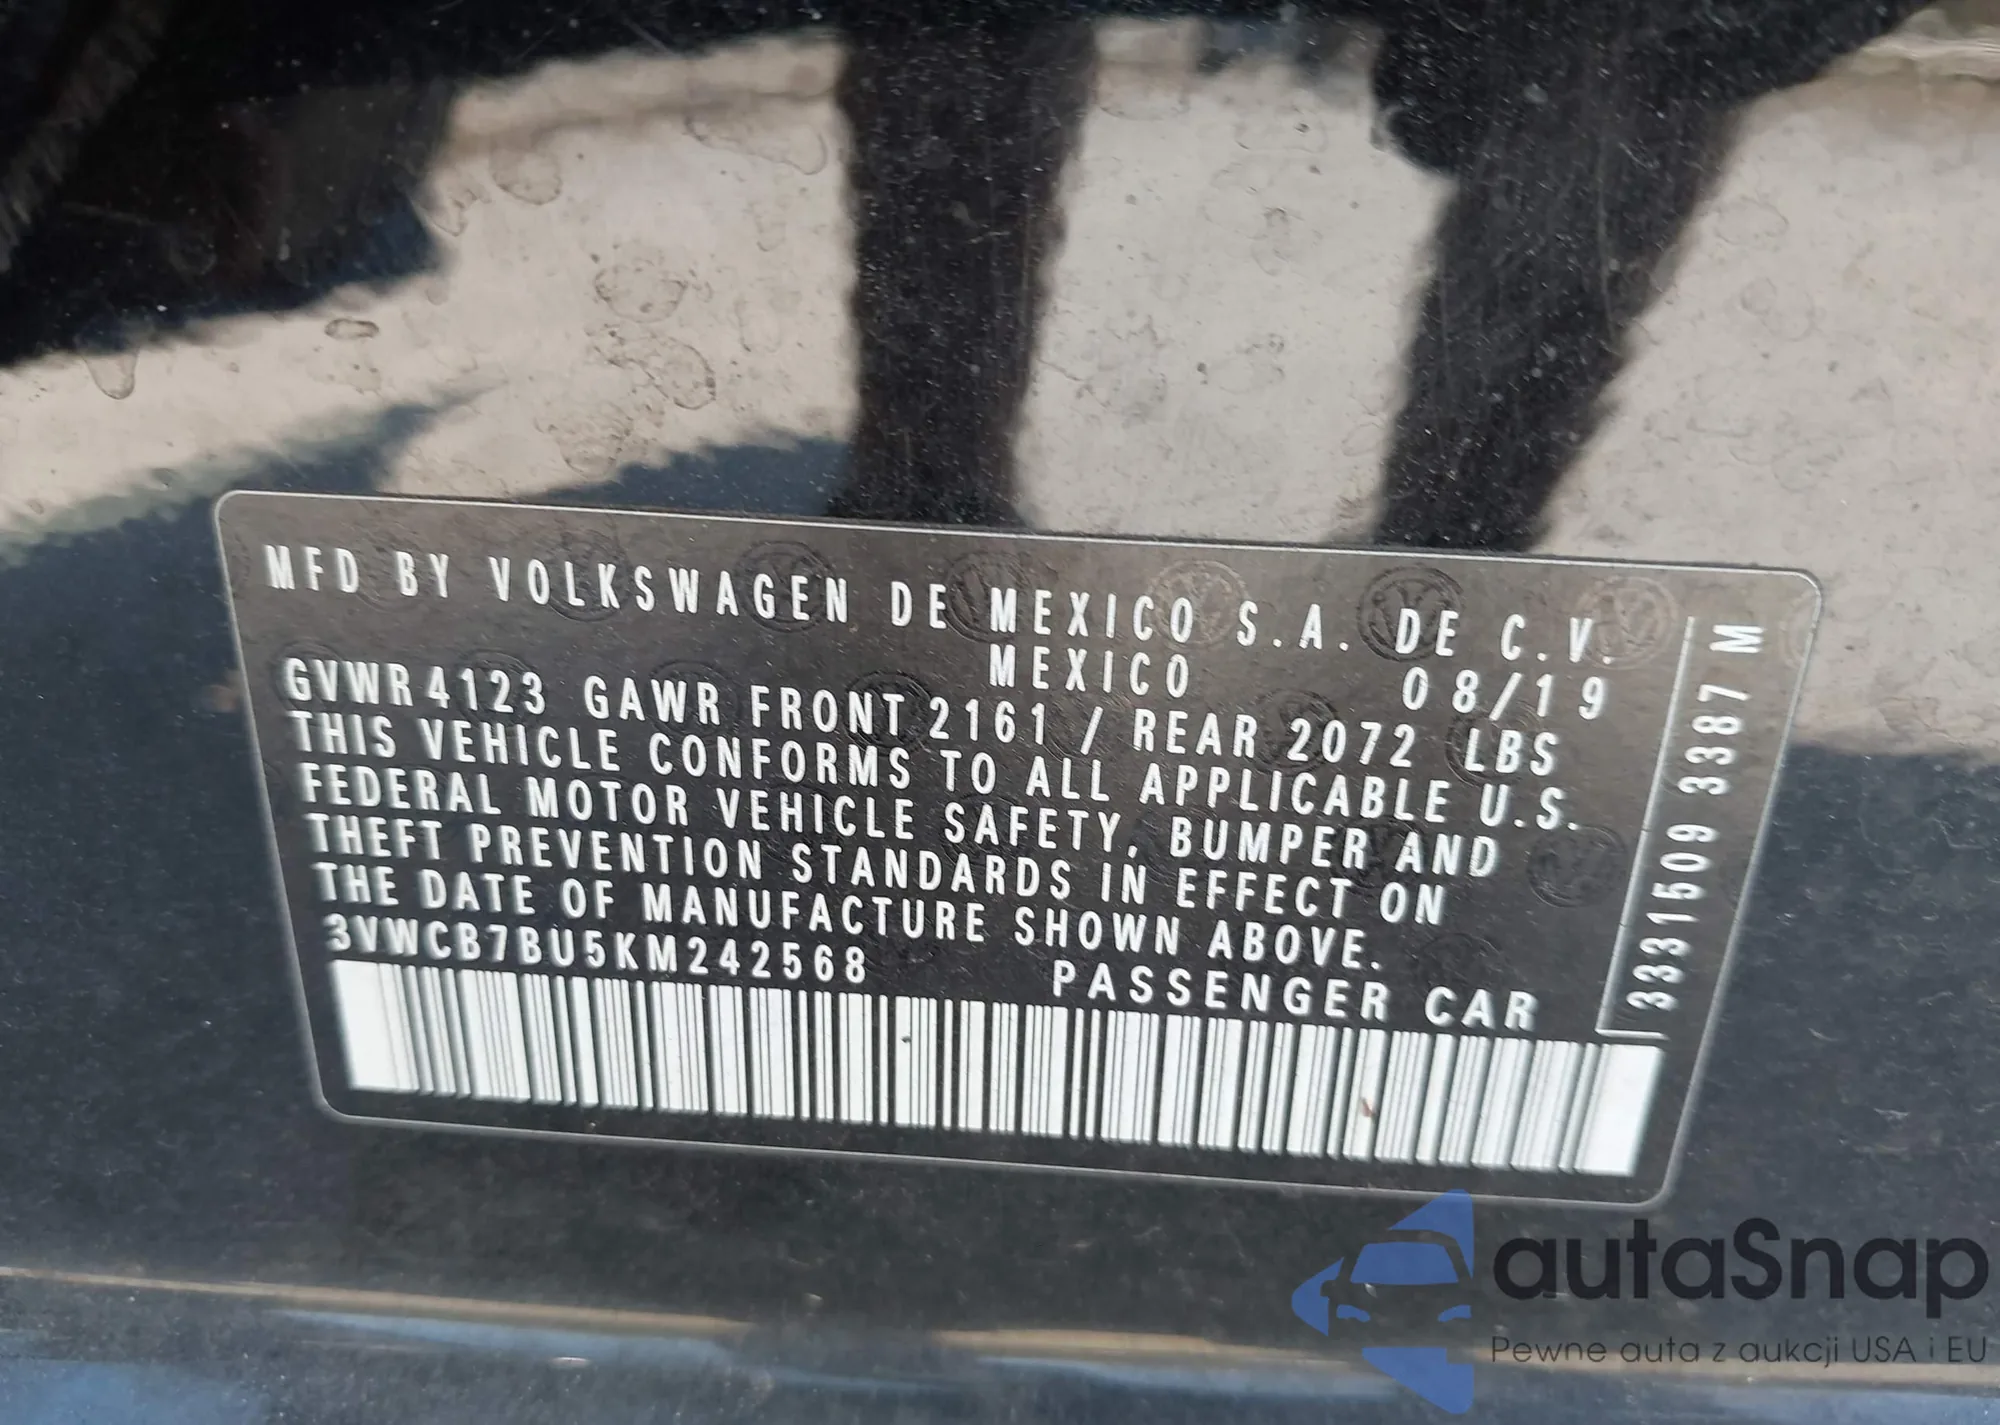 MFD BY VOLKSWAGEN DE MEXICO S.A. DE C.V.
MEXICO 08/19
GVWR 4123 GAWR FRONT 2161 / REAR 2072 LBS
THIS VEHICLE CONFORMS TO ALL APPLICABLE U.S.
FEDERAL MOTOR VEHICLE SAFETY, BUMPER AND
THEFT PREVENTION STANDARDS IN EFFECT ON
THE DATE OF MANUFACTURE SHOWN ABOVE.
3VWCB7BU5KM242568 PASSENGER CAR
3331509 3387 M
autaSnap
Pewne auta z aukcji USA i EU